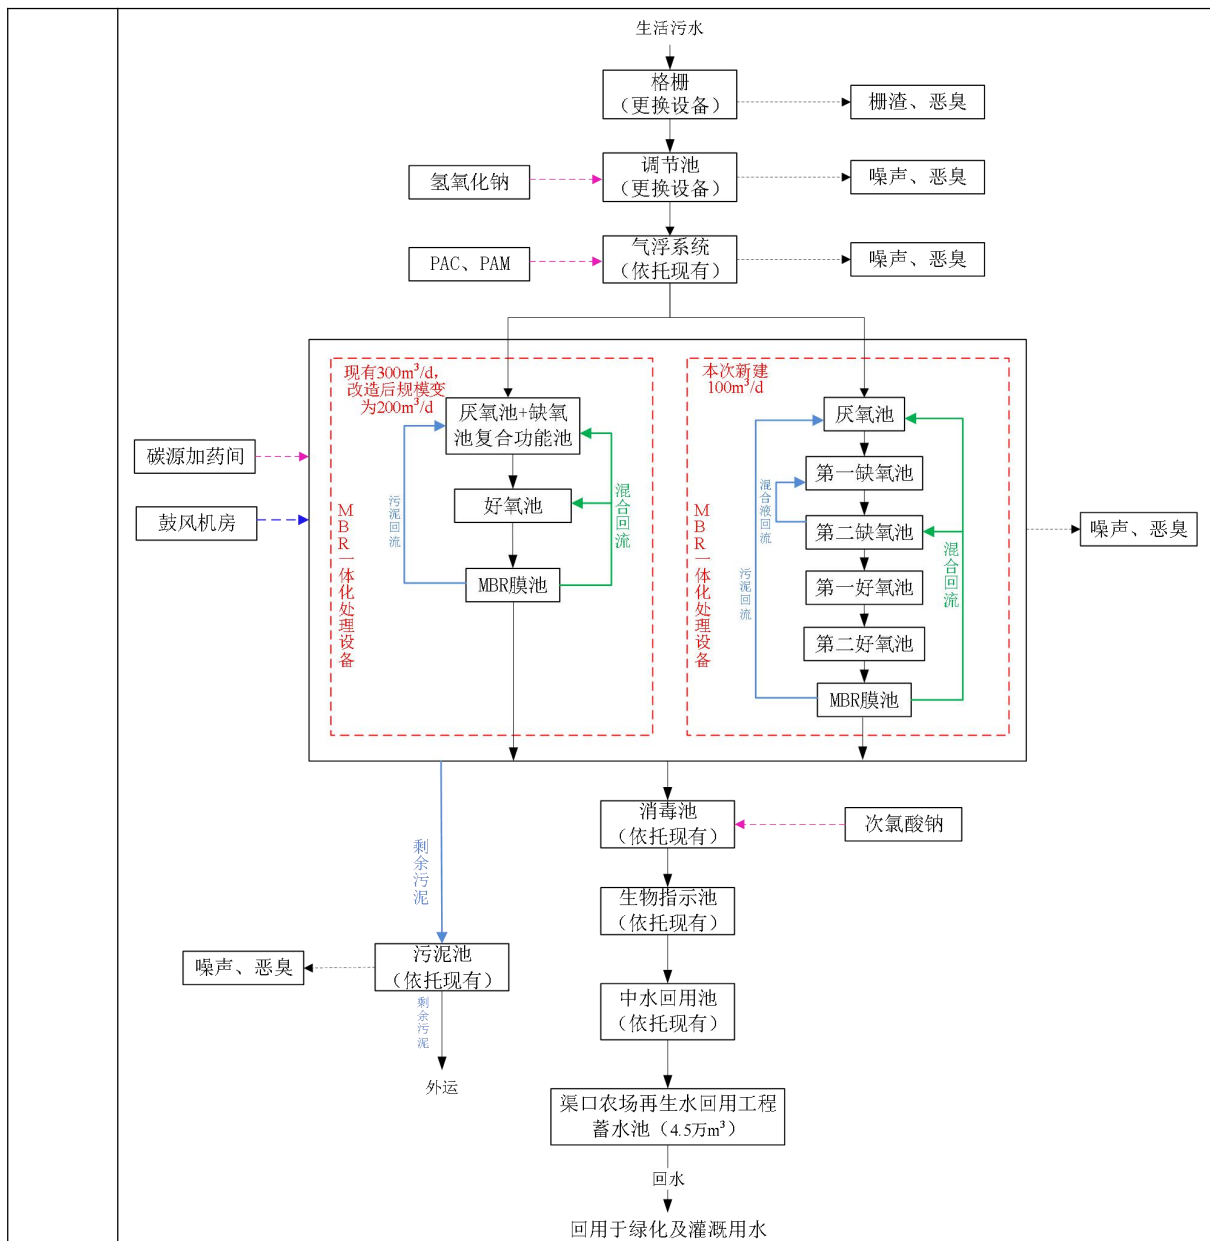 生活污水
格栅
（更换设备）
栅渣、恶臭
调节池
（更换设备）
氢氧化钠
噪声、恶臭
气浮系统
（依托现有）
PAC、PAM
噪声、恶臭
现有300m³/d，
改造后规模变
为200m³/d
厌氧池+缺氧
池复合功能池
好氧池
MBR膜池
污泥回流
混合回流
MBR一体化处理设备
本次新建
100m³/d
厌氧池
第一缺氧池
第二缺氧池
第一好氧池
第二好氧池
MBR膜池
混合液回流
污泥回流
混合回流
MBR一体化处理设备
碳源加药间
鼓风机房
噪声、恶臭
消毒池
（依托现有）
次氯酸钠
剩余污泥
生物指示池
（依托现有）
污泥池
（依托现有）
噪声、恶臭
剩余污泥
外运
中水回用池
（依托现有）
渠口农场再生水回用工程
蓄水池（4.5万m³）
回水
回用于绿化及灌溉用水